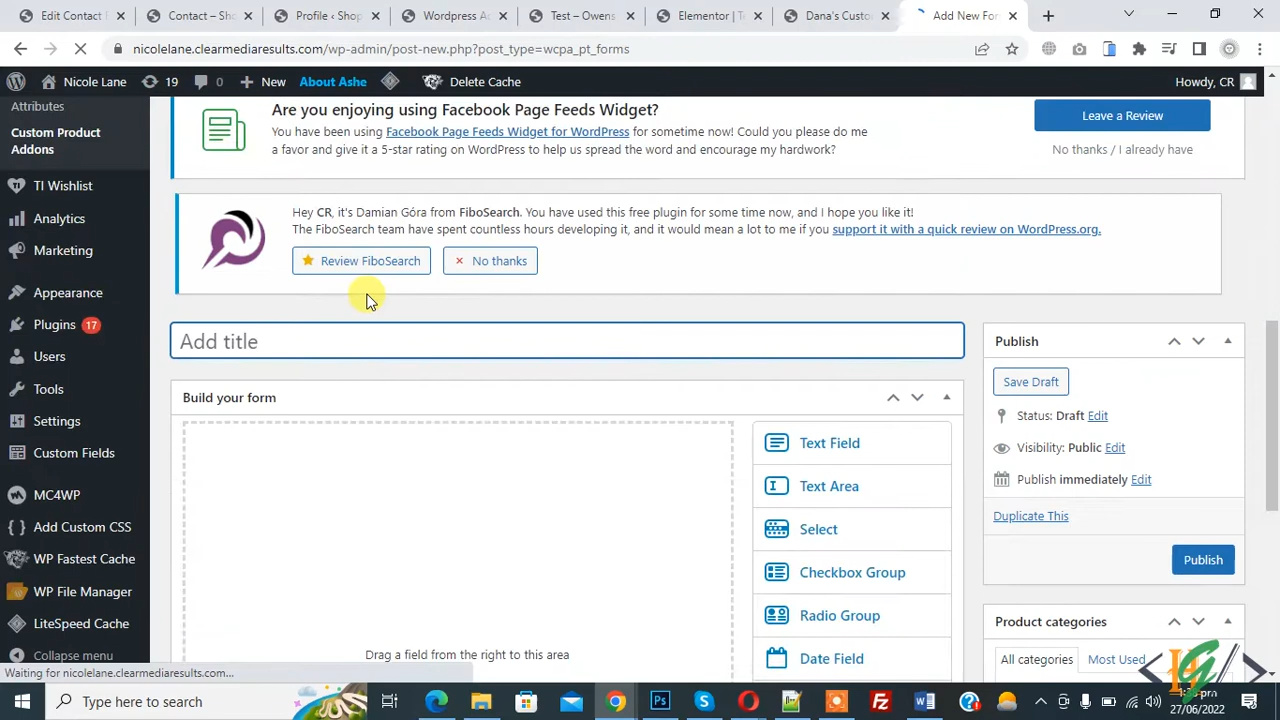 Edit Contact F
Contact – Sho
Profile ‹ Shop
Wordpress Ac
Test – Owens
Elementor | T
Dana's Custo
Add New For
nicolelane.clearmediaresults.com/wp-admin/post-new.php?post_type=wcpa_pt_forms
Nicole Lane
19
0
New
About Ashe
Delete Cache
Howdy, CR
Attributes
Custom Product
Addons
TI Wishlist
Analytics
Marketing
Appearance
Plugins 17
Users
Tools
Settings
Custom Fields
MC4WP
Add Custom CSS
WP Fastest Cache
WP File Manager
LiteSpeed Cache
Collapse menu
Are you enjoying using Facebook Page Feeds Widget?
You have been using Facebook Page Feeds Widget for WordPress for sometime now! Could you please do me
a favor and give it a 5-star rating on WordPress to help us spread the word and encourage my hardwork?
Leave a Review
No thanks / I already have
Hey CR, it's Damian Góra from FiboSearch. You have used this free plugin for some time now, and I hope you like it!
The FiboSearch team have spent countless hours developing it, and it would mean a lot to me if you support it with a quick review on WordPress.org.
Review FiboSearch
No thanks
Add title
Build your form
Drag a field from the right to this area
Text Field
Text Area
Select
Checkbox Group
Radio Group
Date Field
Publish
Save Draft
Status: Draft Edit
Visibility: Public Edit
Publish immediately Edit
Duplicate This
Publish
Product categories
All categories
Most Used
Waiting for nicolelane.clearmediaresults.com...
Type here to search
27/06/2022